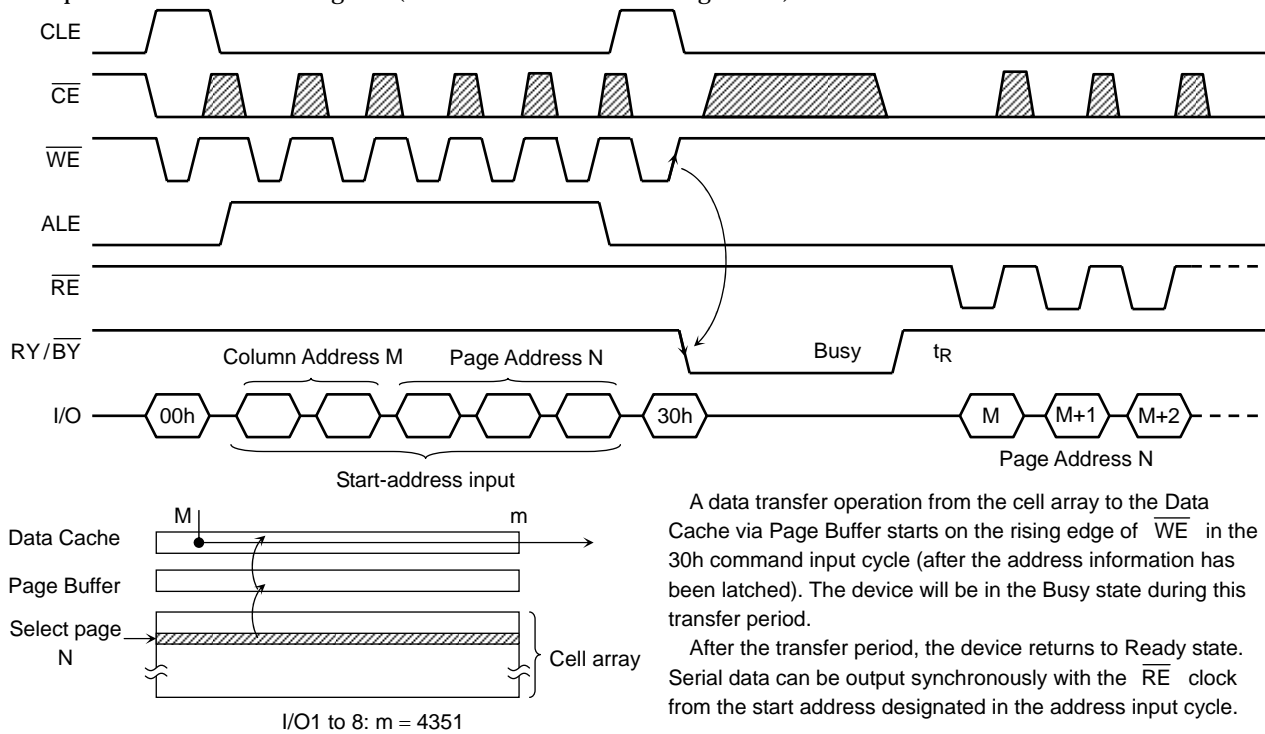 CLE
CE
WE
ALE
RE
RY/BY
Busy
tR
Column Address M
Page Address N
I/O
00h
30h
M
M+1
M+2
Start-address input
Page Address N
M
m
Data Cache
Page Buffer
Select page
N
Cell array
I/O1 to 8: m = 4351
A data transfer operation from the cell array to the Data
Cache via Page Buffer starts on the rising edge of WE in the
30h command input cycle (after the address information has
been latched). The device will be in the Busy state during this
transfer period.
After the transfer period, the device returns to Ready state.
Serial data can be output synchronously with the RE clock
from the start address designated in the address input cycle.